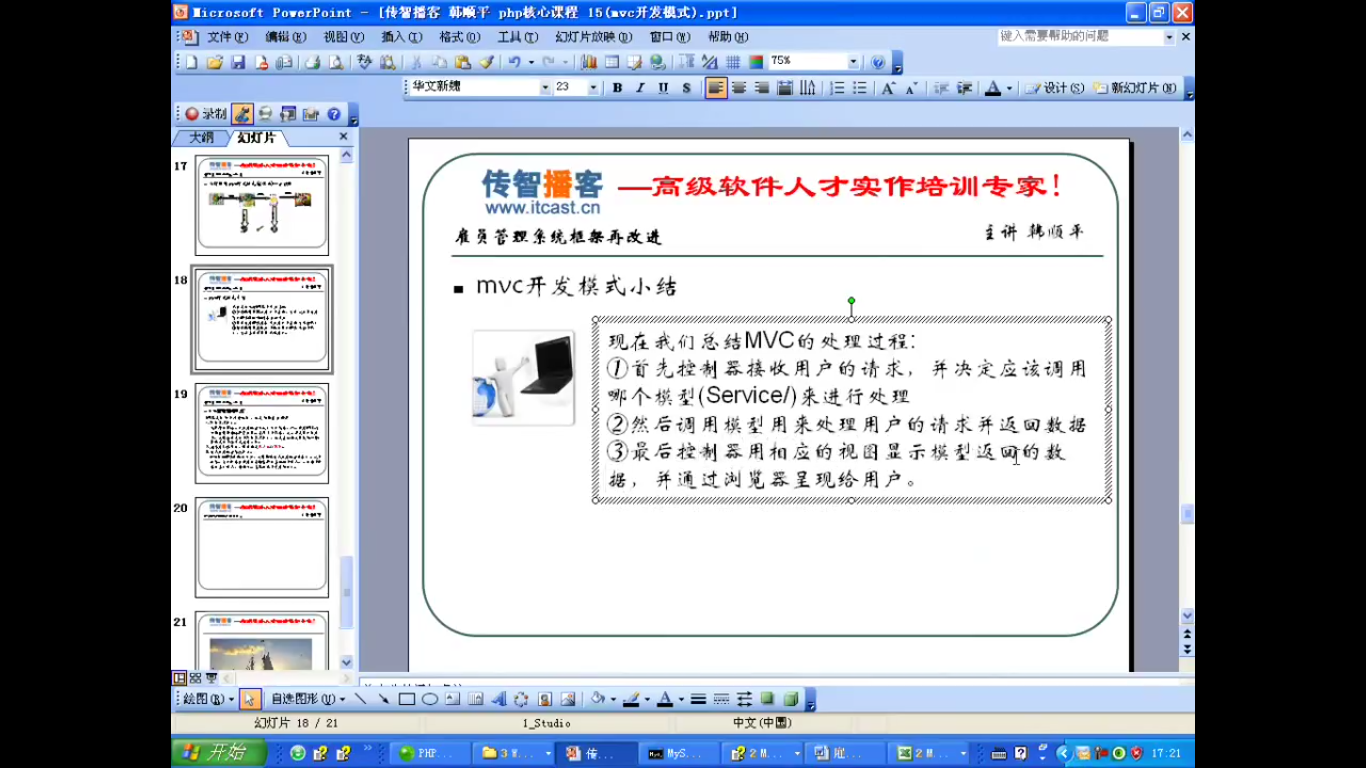 Microsoft PowerPoint - [传智播客 韩顺平 php核心课程 15(mvc开发模式).ppt]
文件(F) 编辑(E) 视图(V) 插入(I) 格式(O) 工具(T) 幻灯片放映(D) 窗口(W) 帮助(H) 键入需要帮助的问题
75%
华文新魏 23 B I U S 设计(S) 新幻灯片(N)
录制
大纲 幻灯片
17
18
19
20
21
传智播客 —高级软件人才实作培训专家!
www.itcast.cn
雇员管理系统框架再改进 主讲 韩顺平
mvc开发模式小结
现在我们总结MVC的处理过程:
①首先控制器接收用户的请求，并决定应该调用
哪个模型(Service/)来进行处理
②然后调用模型用来处理用户的请求并返回数据
③最后控制器用相应的视图显示模型返回的数
据，并通过浏览器呈现给用户。
绘图(R) 自选图形(U)
幻灯片 18 / 21 1_Studio 中文(中国)
开始 PHP... 3 W... 传... MyS... 2 M... 雇... 2 M... 17:21